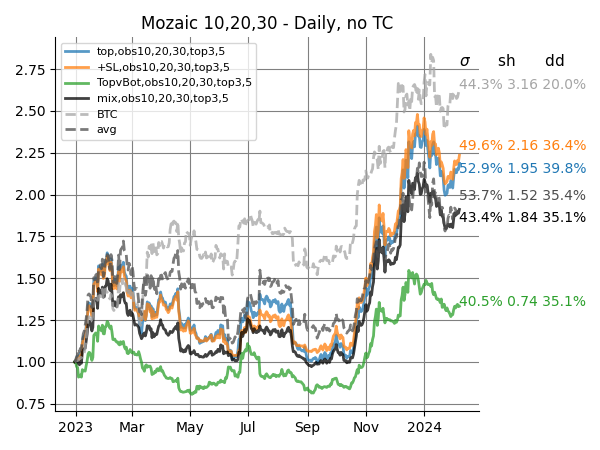 Mozaic 10,20,30 - Daily, no TC
top,obs10,20,30,top3,5
+SL,obs10,20,30,top3,5
TopvBot,obs10,20,30,top3,5
mix,obs10,20,30,top3,5
BTC
avg
σ sh dd
44.3% 3.16 20.0%
49.6% 2.16 36.4%
52.9% 1.95 39.8%
53.7% 1.52 35.4%
43.4% 1.84 35.1%
40.5% 0.74 35.1%
2.75
2.50
2.25
2.00
1.75
1.50
1.25
1.00
0.75
2023 Mar May Jul Sep Nov 2024